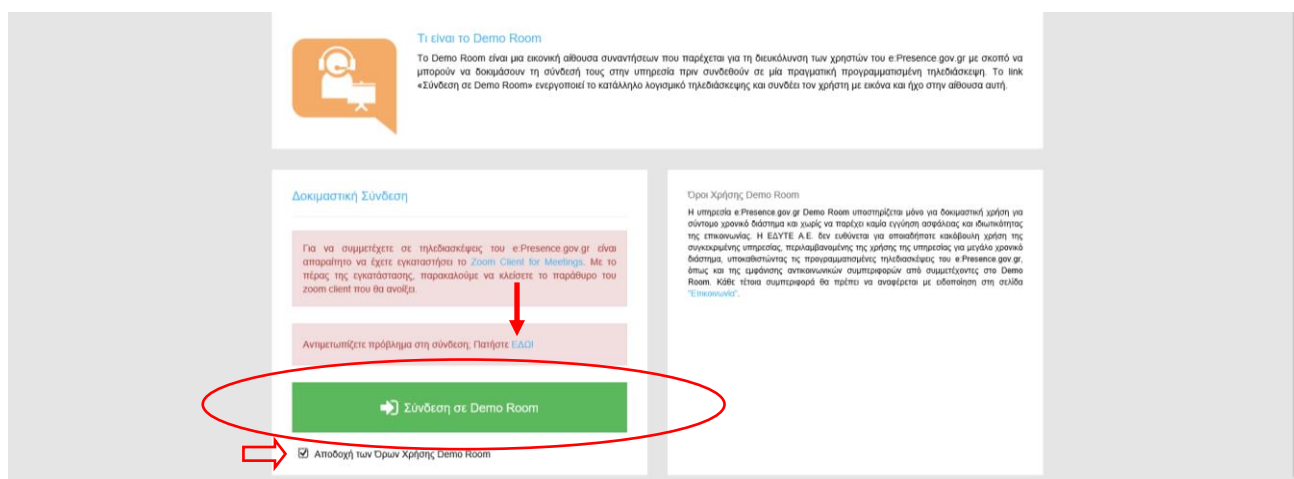 Τι είναι το Demo Room
Το Demo Room είναι μια εικονική αίθουσα συναντήσεων που παρέχεται για τη διευκόλυνση των χρηστών του e:Presence.gov.gr με σκοπό να
μπορούν να δοκιμάσουν τη σύνδεσή τους στην υπηρεσία πριν συνδεθούν σε μία πραγματική προγραμματισμένη τηλεδιάσκεψη. Το link
«Σύνδεση σε Demo Room» ενεργοποιεί το κατάλληλο λογισμικό τηλεδιάσκεψης και συνδέει τον χρήστη με εικόνα και ήχο στην αίθουσα αυτή.
Δοκιμαστική Σύνδεση
Για να συμμετέχετε σε τηλεδιασκέψεις του e:Presence.gov.gr είναι
απαραίτητο να έχετε εγκαταστήσει το Zoom Client for Meetings. Με το
πέρας της εγκατάστασης, παρακαλούμε να κλείσετε το παράθυρο του
zoom client που θα ανοίξει.
Αντιμετωπίζετε πρόβλημα στη σύνδεση; Πατήστε ΕΔΩ!
Σύνδεση σε Demo Room
Αποδοχή των Όρων Χρήσης Demo Room
Όροι Χρήσης Demo Room
Η υπηρεσία e:Presence.gov.gr Demo Room υποστηρίζεται μόνο για δοκιμαστική χρήση για
σύντομο χρονικό διάστημα και χωρίς να παρέχει καμία εγγύηση ασφάλειας και ιδιωτικότητας
της επικοινωνίας. Η ΕΔΥΤΕ Α.Ε. δεν ευθύνεται για οποιαδήποτε κακόβουλη χρήση της
συγκεκριμένης υπηρεσίας, περιλαμβανομένης της χρήσης της υπηρεσίας για μεγάλο χρονικό
διάστημα, υποκαθιστώντας τις προγραμματισμένες τηλεδιασκέψεις του e:Presence.gov.gr,
όπως και της εμφάνισης αντικοινωνικών συμπεριφορών από συμμετέχοντες στο Demo
Room. Κάθε τέτοια συμπεριφορά θα πρέπει να αναφέρεται με ειδοποίηση στη σελίδα
"Επικοινωνία".